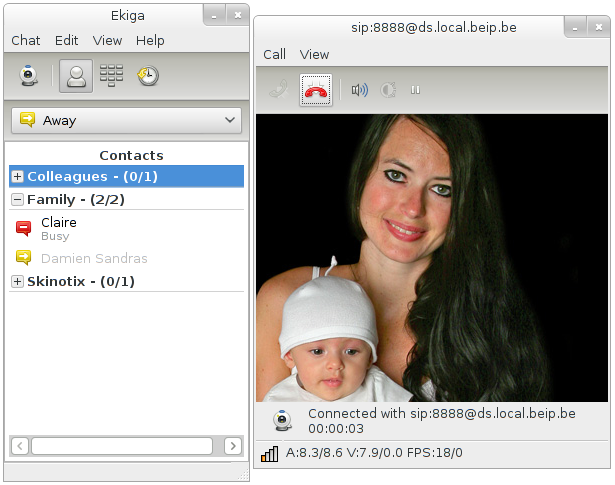 Ekiga
Chat Edit View Help
Away
Contacts
Colleagues - (0/1)
Family - (2/2)
Claire
Busy
Damien Sandras
Skinotix - (0/1)
sip:8888@ds.local.beip.be
Call View
Connected with sip:8888@ds.local.beip.be
00:00:03
A:8.3/8.6 V:7.9/0.0 FPS:18/0